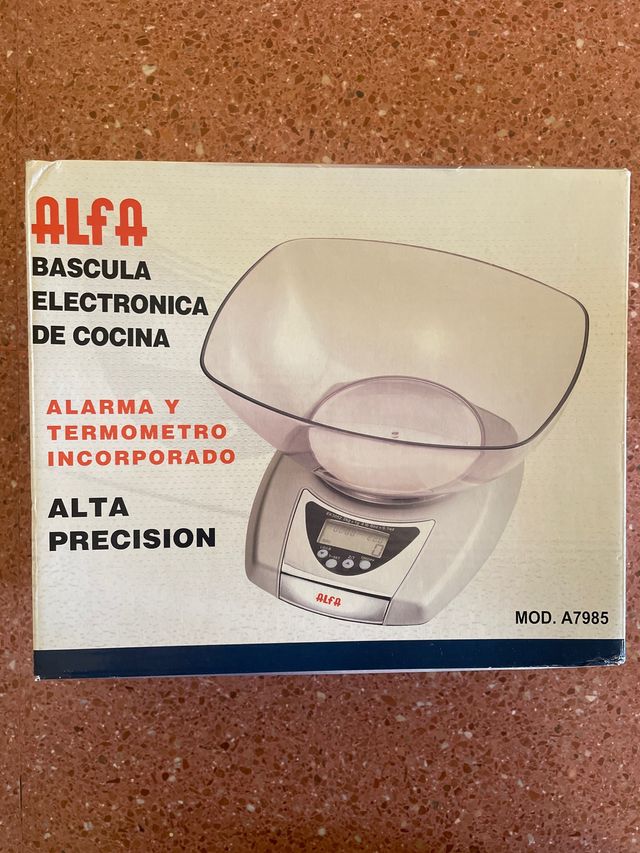 ALfA
BASCULA
ELECTRONICA
DE COCINA
ALARMA Y
TERMOMETRO
INCORPORADO
ALTA
PRECISION
ALfA
MOD. A7985